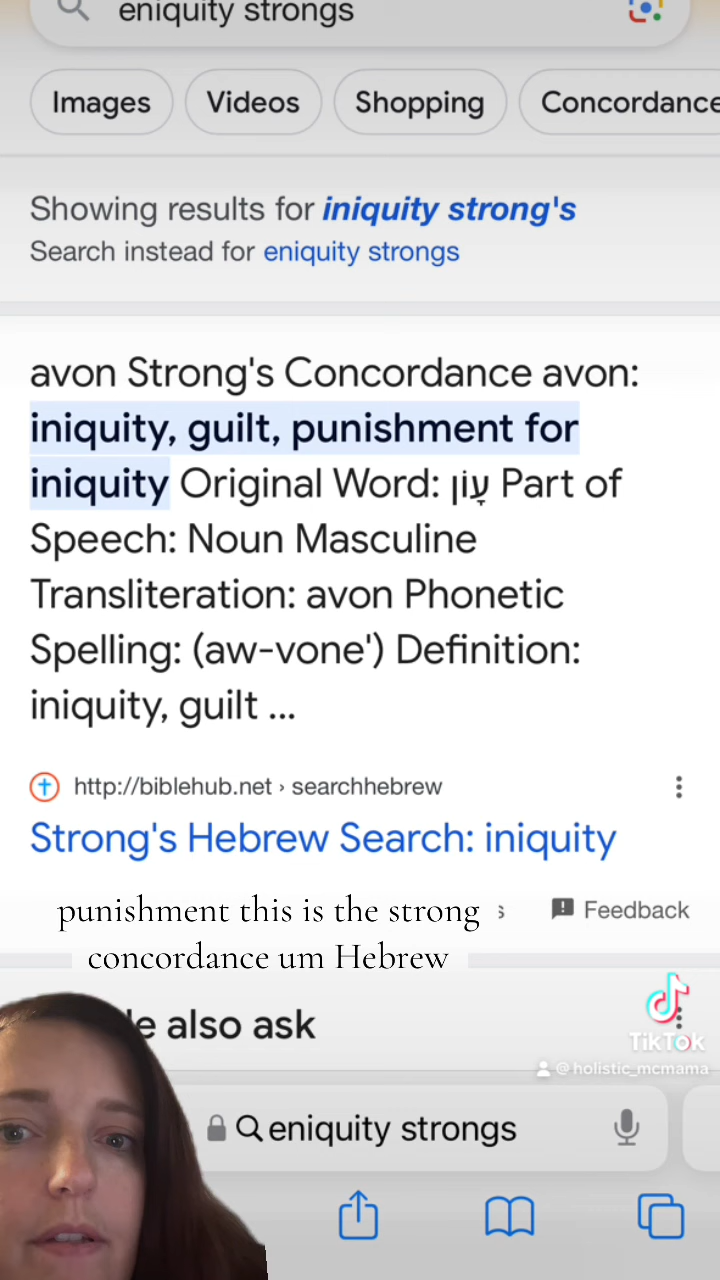 eniquity strongs
Images Videos Shopping Concordance
Showing results for iniquity strong's
Search instead for eniquity strongs
avon Strong's Concordance avon:
iniquity, guilt, punishment for
iniquity Original Word: עָוֹן Part of
Speech: Noun Masculine
Transliteration: avon Phonetic
Spelling: (aw-vone') Definition:
iniquity, guilt ...
http://biblehub.net › searchhebrew
Strong's Hebrew Search: iniquity
punishment this is the strong
Feedback
concordance um Hebrew
also ask
TikTok
@holistic_mcmama
eniquity strongs